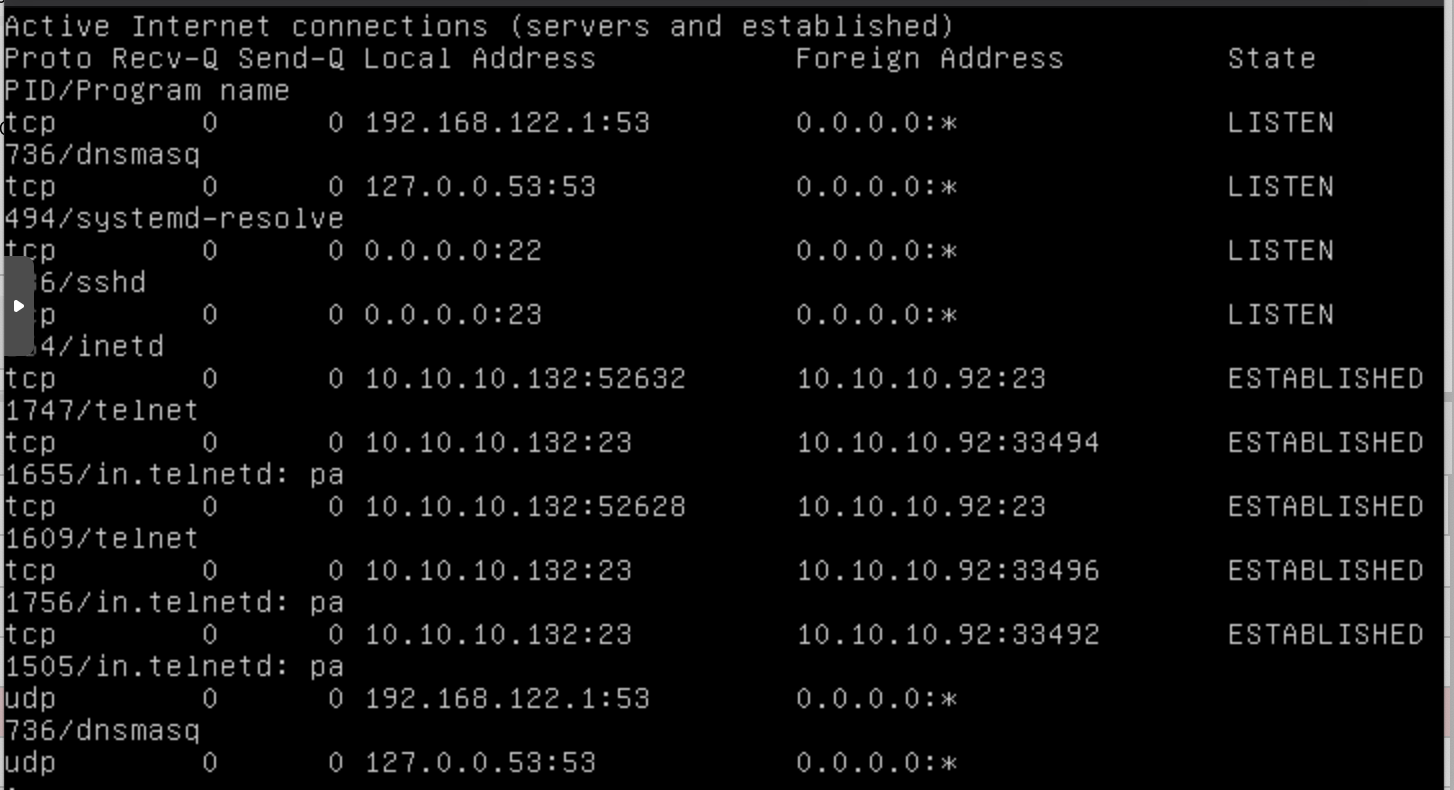 Active Internet connections (servers and established)
Proto Recv-Q Send-Q Local Address           Foreign Address         State
PID/Program name
tcp        0      0 192.168.122.1:53        0.0.0.0:*               LISTEN
736/dnsmasq
tcp        0      0 127.0.0.53:53           0.0.0.0:*               LISTEN
494/systemd-resolve
tcp        0      0 0.0.0.0:22              0.0.0.0:*               LISTEN
6/sshd
tcp        0      0 0.0.0.0:23              0.0.0.0:*               LISTEN
4/inetd
tcp        0      0 10.10.10.132:52632      10.10.10.92:23          ESTABLISHED
1747/telnet
tcp        0      0 10.10.10.132:23         10.10.10.92:33494       ESTABLISHED
1655/in.telnetd: pa
tcp        0      0 10.10.10.132:52628      10.10.10.92:23          ESTABLISHED
1609/telnet
tcp        0      0 10.10.10.132:23         10.10.10.92:33496       ESTABLISHED
1756/in.telnetd: pa
tcp        0      0 10.10.10.132:23         10.10.10.92:33492       ESTABLISHED
1505/in.telnetd: pa
udp        0      0 192.168.122.1:53        0.0.0.0:*
736/dnsmasq
udp        0      0 127.0.0.53:53           0.0.0.0:*